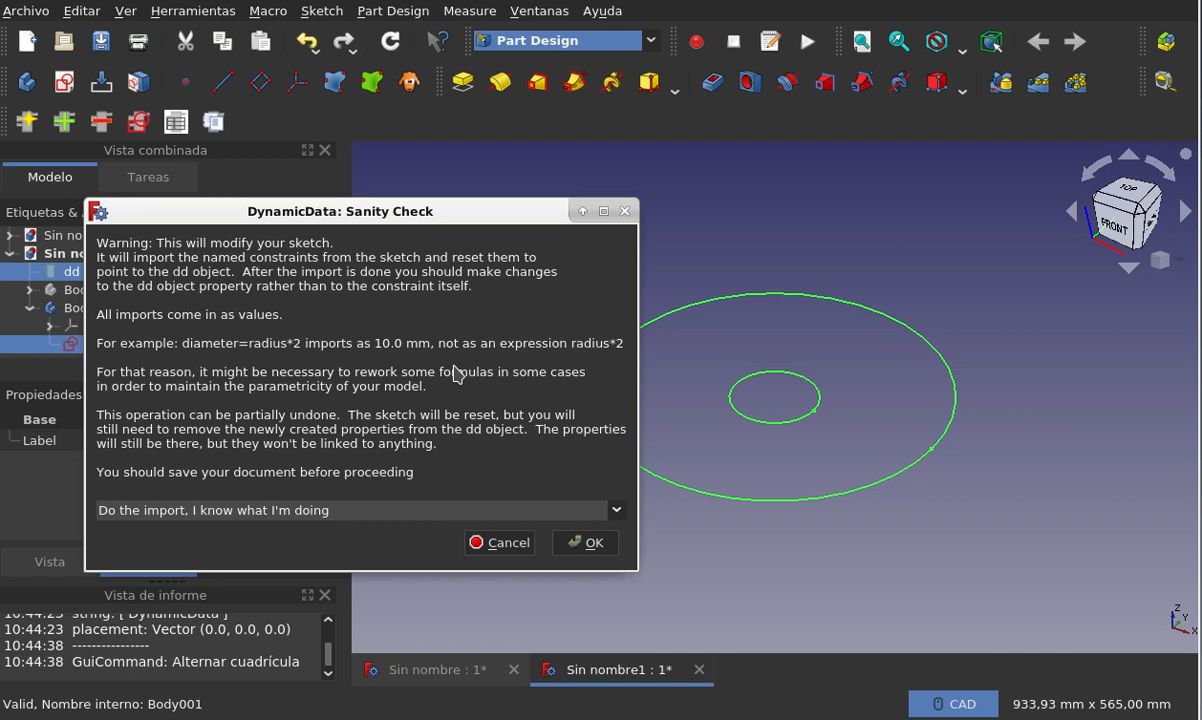 Archivo Editar Ver Herramientas Macro Sketch Part Design Measure Ventanas Ayuda
Part Design
Vista combinada
Modelo Tareas
Etiquetas &
Sin no
Sin no
dd
Bod
Bod
Propiedades
Base
Label
Vista
DynamicData: Sanity Check
Warning: This will modify your sketch.
It will import the named constraints from the sketch and reset them to
point to the dd object. After the import is done you should make changes
to the dd object property rather than to the constraint itself.
All imports come in as values.
For example: diameter=radius*2 imports as 10.0 mm, not as an expression radius*2
For that reason, it might be necessary to rework some formulas in some cases
in order to maintain the parametricity of your model.
This operation can be partially undone. The sketch will be reset, but you will
still need to remove the newly created properties from the dd object. The properties
will still be there, but they won't be linked to anything.
You should save your document before proceeding
Do the import, I know what I'm doing
Cancel OK
TOP
FRONT
Z
Y
X
Vista de informe
10:44:23 string: [ DynamicData ]
10:44:23 placement: Vector (0.0, 0.0, 0.0)
10:44:38 ----------------
10:44:38 GuiCommand: Alternar cuadrícula
Sin nombre : 1* Sin nombre1 : 1*
Valid, Nombre interno: Body001 CAD 933,93 mm x 565,00 mm